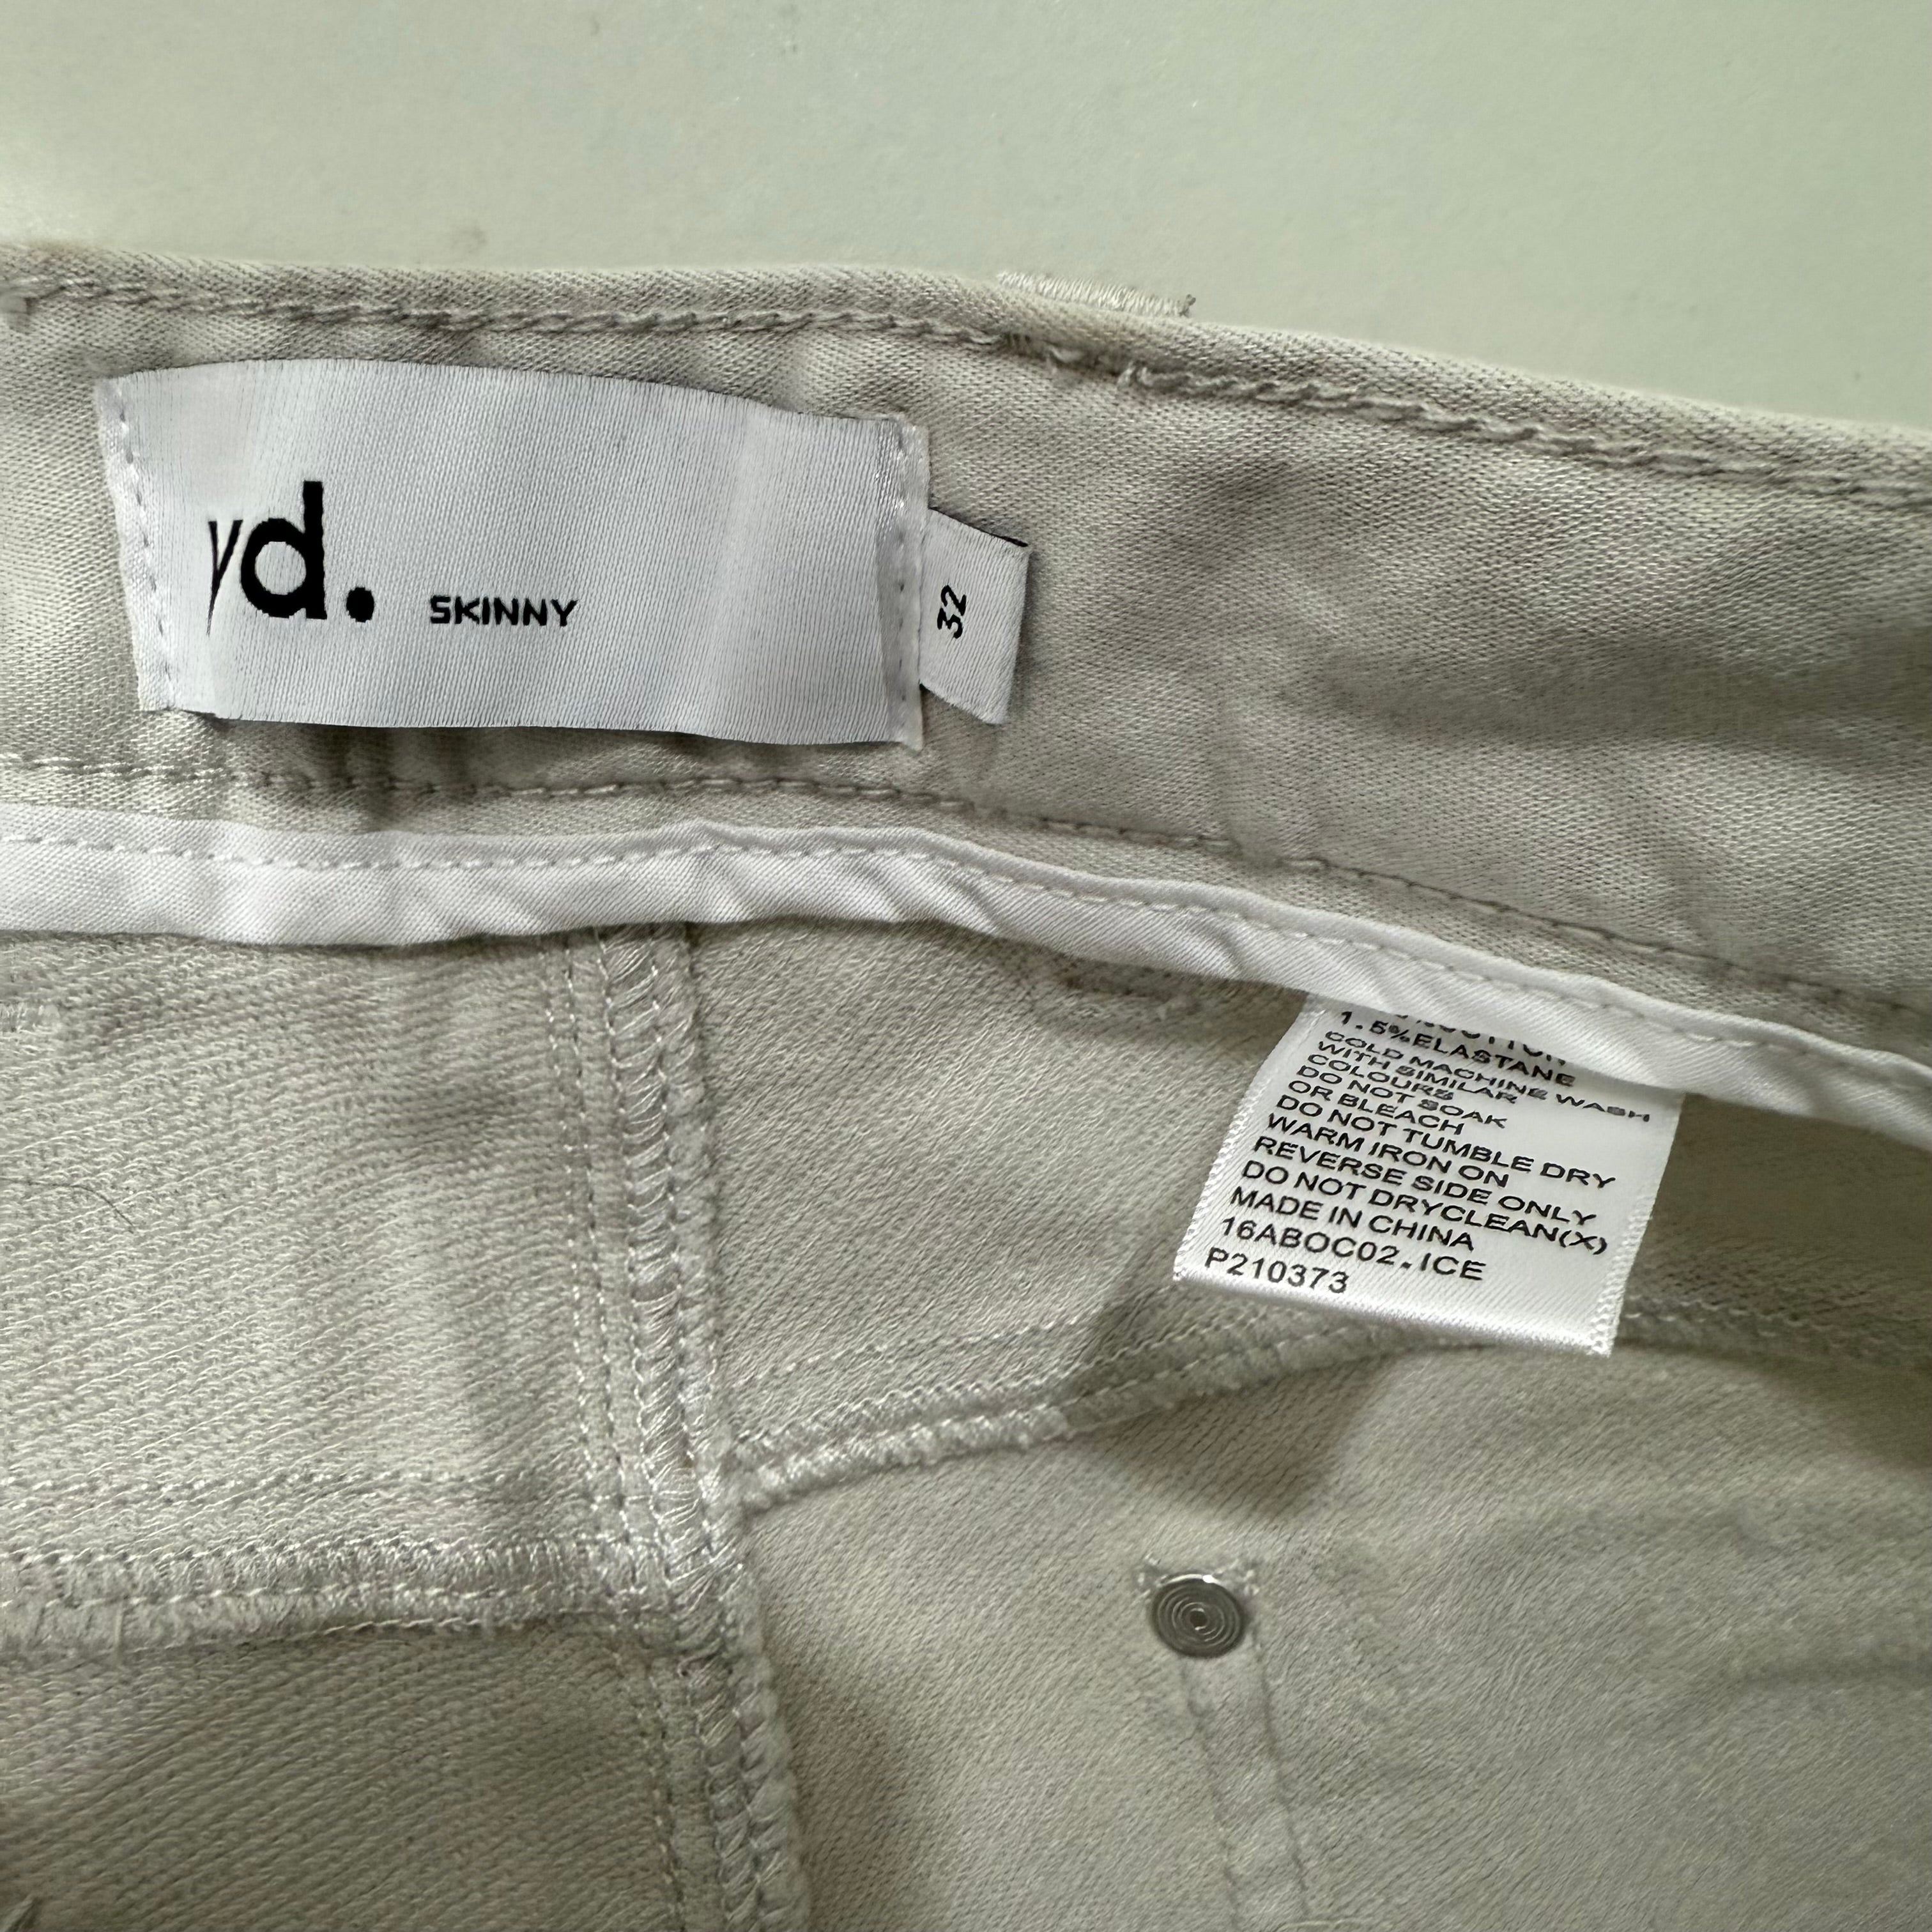 yd. SKINNY
32
1.5%ELASTANE
COLD MACHINE WASH
WITH SIMILAR
COLOURS
DO NOT SOAK
OR BLEACH
DO NOT TUMBLE DRY
WARM IRON ON
REVERSE SIDE ONLY
DO NOT DRYCLEAN(X)
MADE IN CHINA
16ABOC02.ICE
P210373